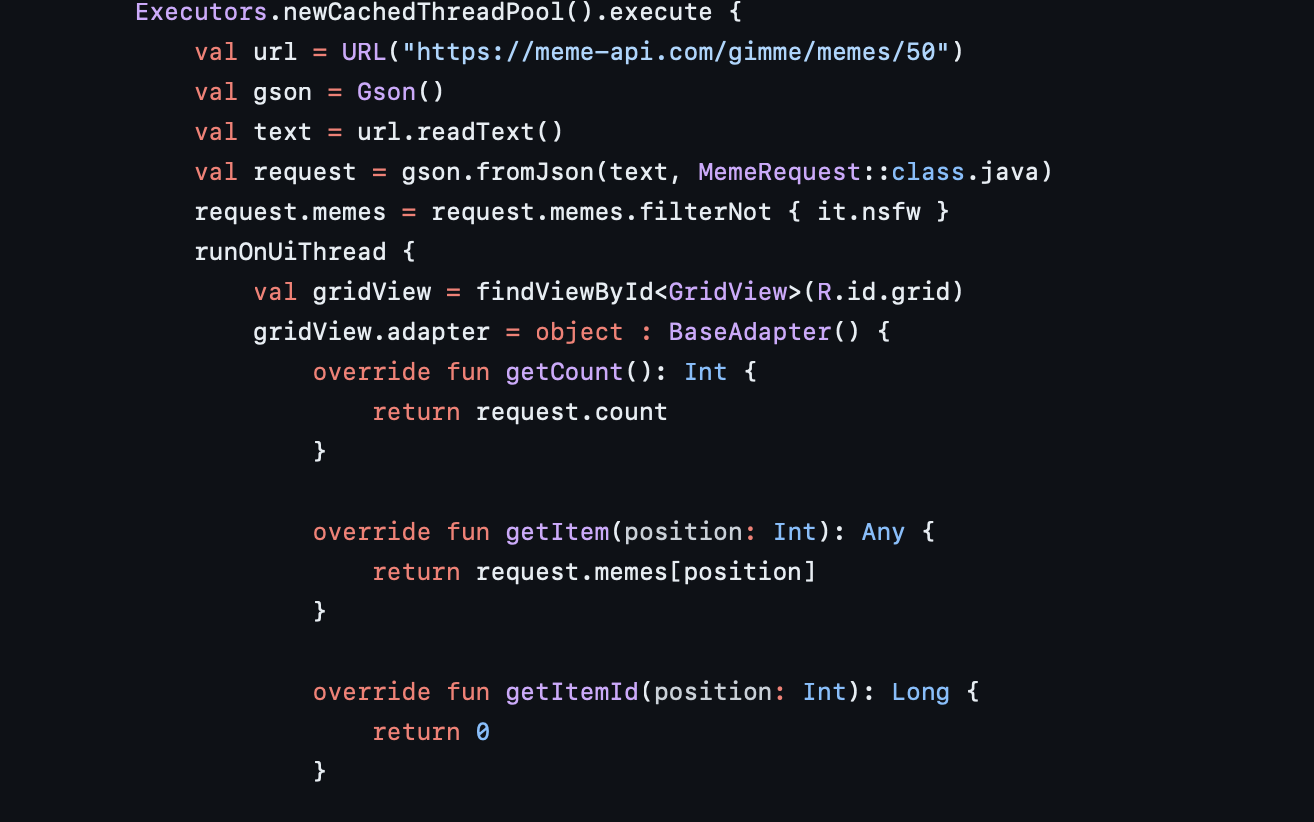 Executors.newCachedThreadPool().execute {
val url = URL("https://meme-api.com/gimme/memes/50")
val gson = Gson()
val text = url.readText()
val request = gson.fromJson(text, MemeRequest::class.java)
request.memes = request.memes.filterNot { it.nsfw }
runOnUiThread {
val gridView = findViewById<GridView>(R.id.grid)
gridView.adapter = object : BaseAdapter() {
override fun getCount(): Int {
return request.count
}
override fun getItem(position: Int): Any {
return request.memes[position]
}
override fun getItemId(position: Int): Long {
return 0
}